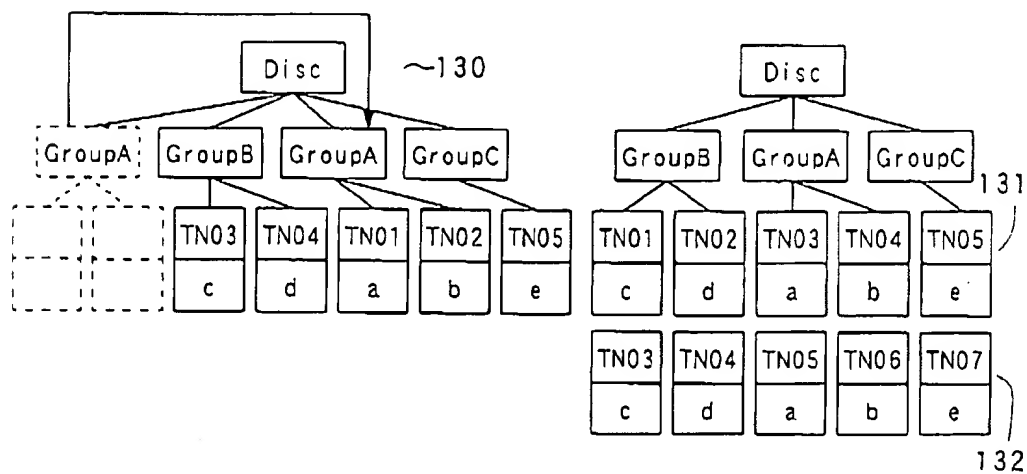 Disc ~130 Disc
GroupA GroupB GroupA GroupC GroupB GroupA GroupC
131
TN03 TN04 TN01 TN02 TN05 TN01 TN02 TN03 TN04 TN05
c d a b e c d a b e
TN03 TN04 TN05 TN06 TN07
c d a b e
132